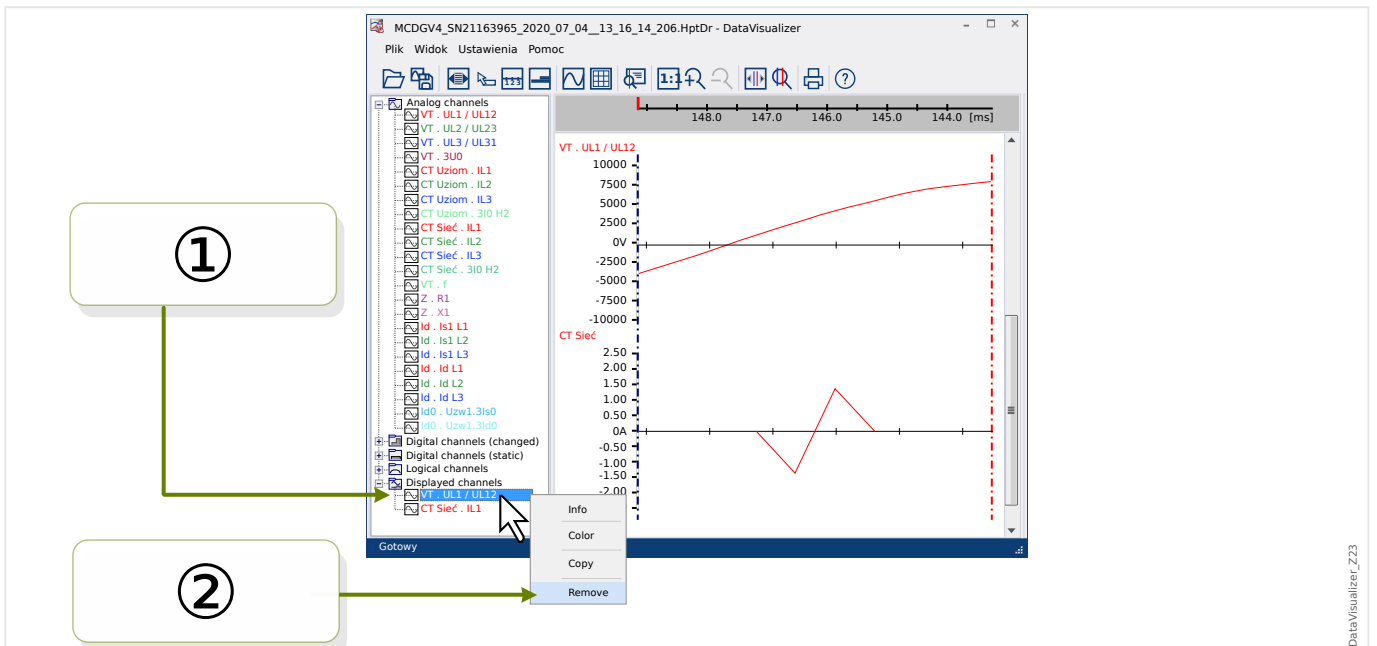 MCDGV4_SN21163965_2020_07_04__13_16_14_206.HptDr - DataVisualizer
Plik Widok Ustawienia Pomoc
123
1:1
?
Analog channels
VT . UL1 / UL12
VT . UL2 / UL23
VT . UL3 / UL31
VT . 3U0
CT Uziom . IL1
CT Uziom . IL2
CT Uziom . IL3
CT Uziom . 3I0 H2
CT Sieć . IL1
CT Sieć . IL2
CT Sieć . IL3
CT Sieć . 3I0 H2
VT . f
Z . R1
Z . X1
Id . Is1 L1
Id . Is1 L2
Id . Is1 L3
Id . Id L1
Id . Id L2
Id . Id L3
Id0 . Uzw1.3Is0
Id0 . Uzw1.3Id0
Digital channels (changed)
Digital channels (static)
Logical channels
Displayed channels
VT . UL1 / UL12
CT Sieć . IL1
148.0 147.0 146.0 145.0 144.0 [ms]
VT . UL1 / UL12
10000
7500
5000
2500
0V
-2500
-5000
-7500
-10000
CT Sieć
2.50
2.00
1.50
1.00
0.50
0A
-0.50
-1.00
-1.50
-2.00
Info
Color
Copy
Remove
Gotowy
①
②
DataVisualizer_Z23